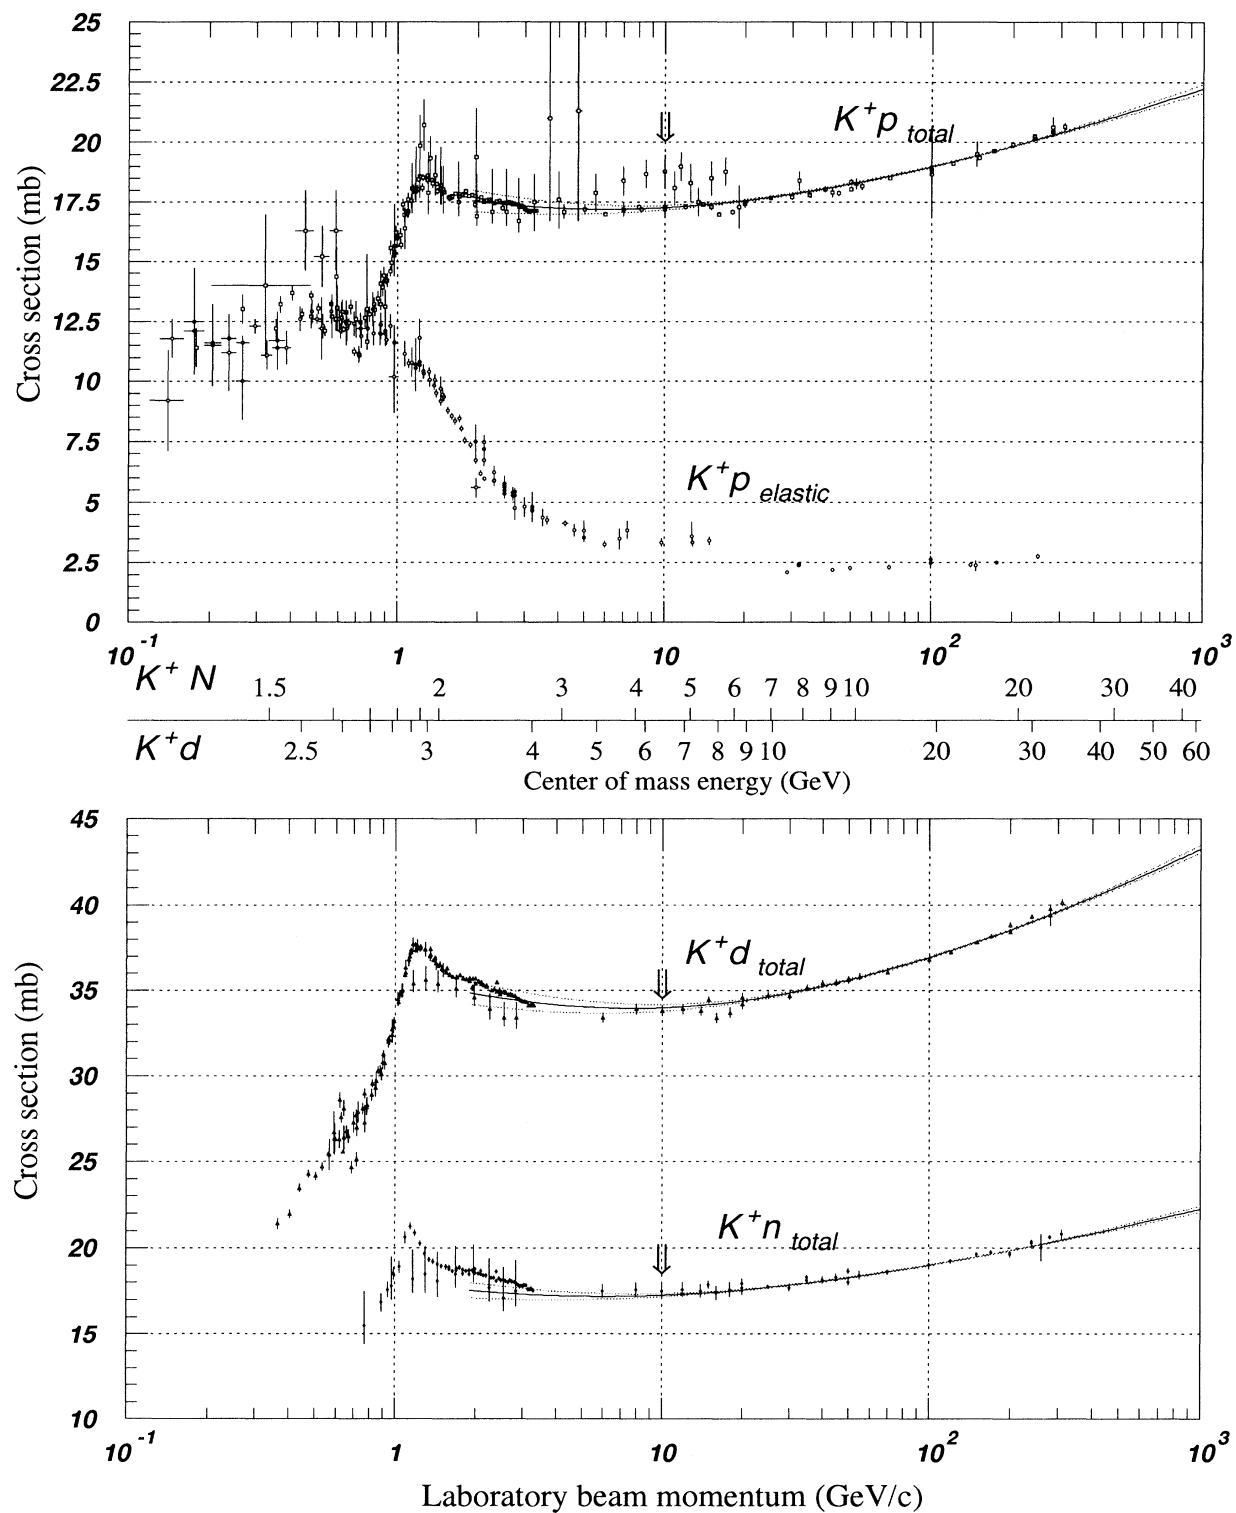 25
22.5
20
17.5
15
12.5
10
7.5
5
2.5
0
Cross section (mb)
K⁺p total
K⁺p elastic
10⁻¹ 1 10 10² 10³
K⁺ N 1.5 2 3 4 5 6 7 8 9 10 20 30 40
K⁺d 2.5 3 4 5 6 7 8 9 10 20 30 40 50 60
Center of mass energy (GeV)
45
40
35
30
25
20
15
10
Cross section (mb)
K⁺d total
K⁺n total
10⁻¹ 1 10 10² 10³
Laboratory beam momentum (GeV/c)